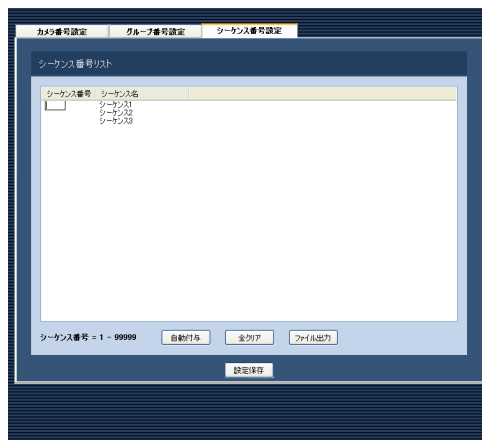 カメラ番号設定 グループ番号設定 シーケンス番号設定
シーケンス番号リスト
シーケンス番号 シーケンス名
シーケンス1
シーケンス2
シーケンス3
シーケンス番号 = 1 - 99999 自動付与 全クリア ファイル出力
設定保存